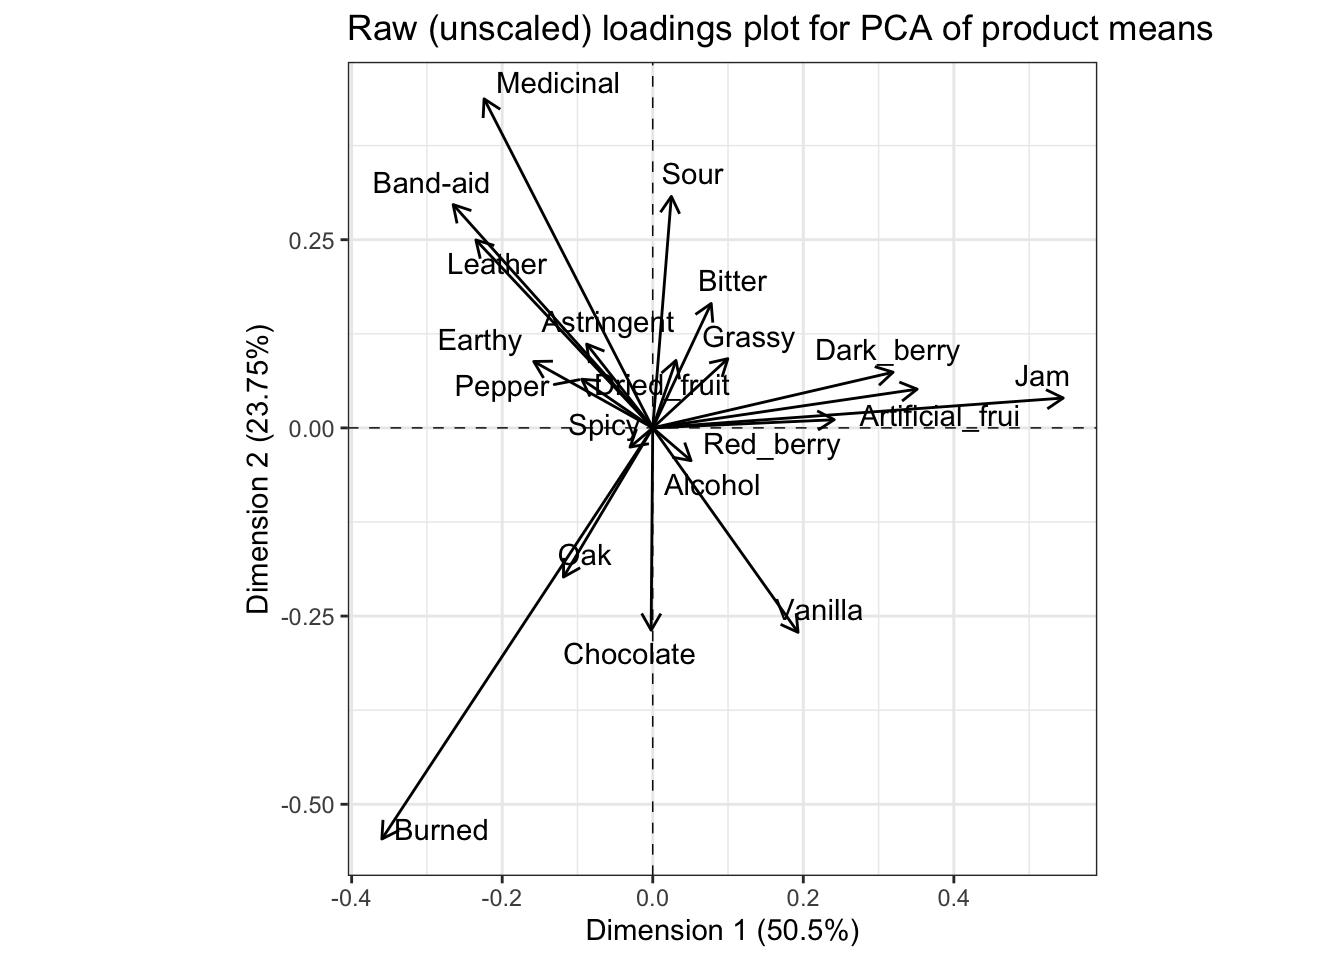 Raw (unscaled) loadings plot for PCA of product means
Medicinal
Sour
Band-aid
0.25
Leather
Bitter
Astringent
Grassy
Earthy
Dark_berry
Jam
Pepper
Dried_fruit
Artificial_frui
Spicy
0.00
Red_berry
Alcohol
Oak
Vanilla
-0.25
Chocolate
-0.50
Burned
Dimension 2 (23.75%)
-0.4
-0.2
0.0
0.2
0.4
Dimension 1 (50.5%)